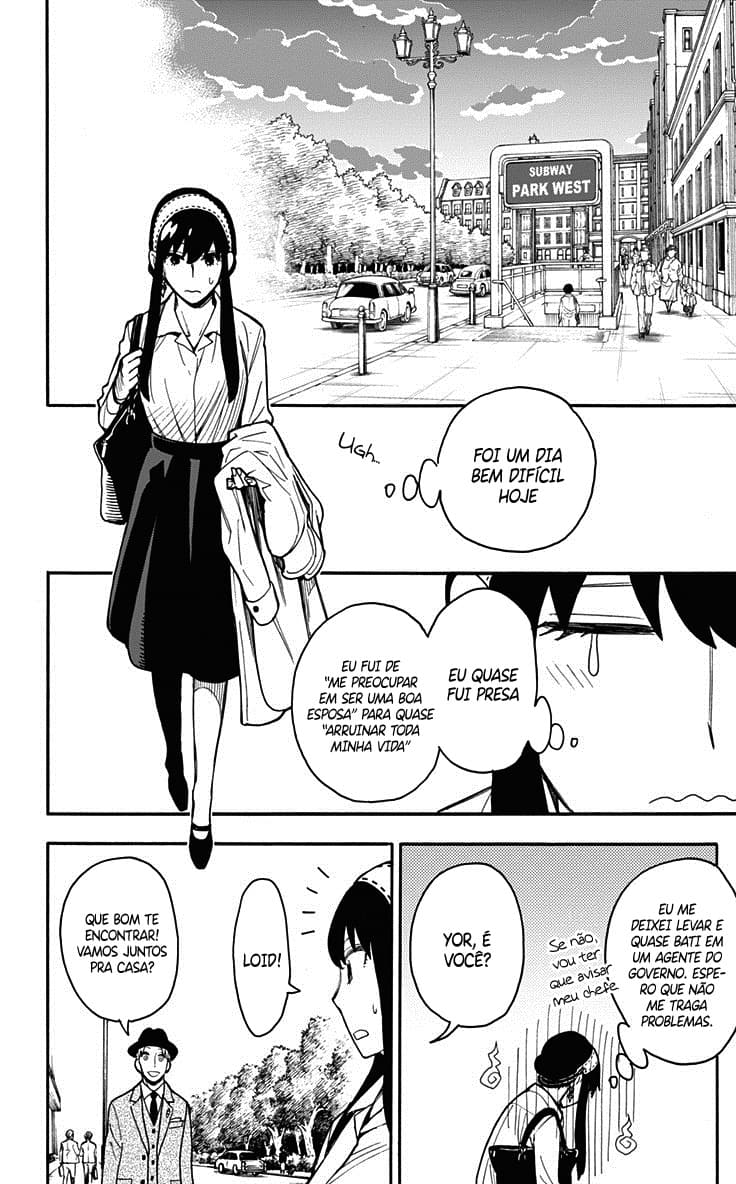 SUBWAY
PARK WEST
FOI UM DIA
BEM DIFÍCIL
HOJE
UGH...
EU QUASE
FUI PRESA
EU FUI DE
"ME PREOCUPAR
EM SER UMA BOA
ESPOSA" PARA QUASE
"ARRUINAR TODA
MINHA VIDA"
EU ME
DEIXEI LEVAR E
QUASE BATI EM
UM AGENTE DO
GOVERNO. ESPE-
RO QUE NÃO
ME TRAGA
PROBLEMAS.
Se não,
vou ter
que avisar
meu chefe
YOR, É
VOCÊ?
LOID!
QUE BOM TE
ENCONTRAR!
VAMOS JUNTOS
PRA CASA?